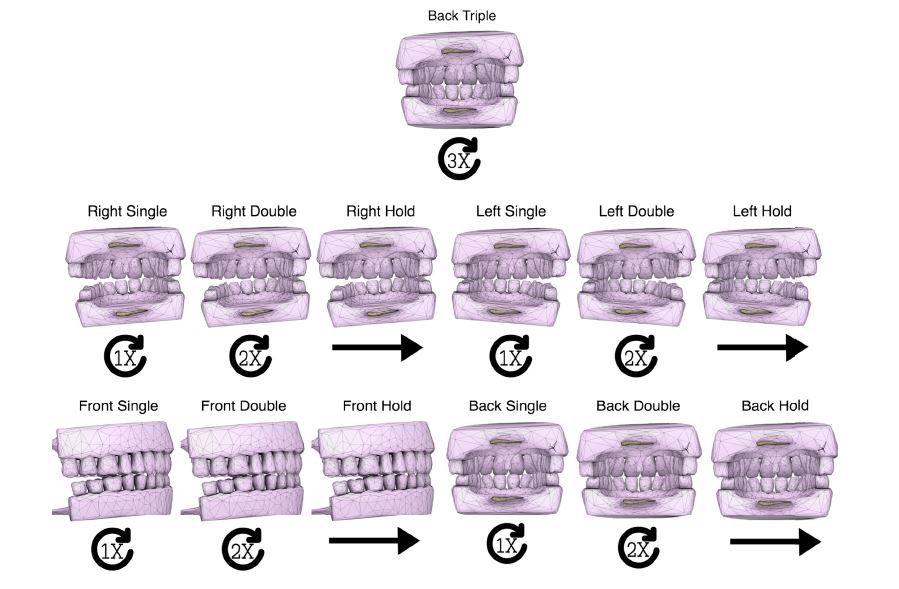 Back Triple
3X
Right Single
Right Double
Right Hold
Left Single
Left Double
Left Hold
1X
2X
1X
2X
Front Single
Front Double
Front Hold
Back Single
Back Double
Back Hold
1X
2X
1X
2X